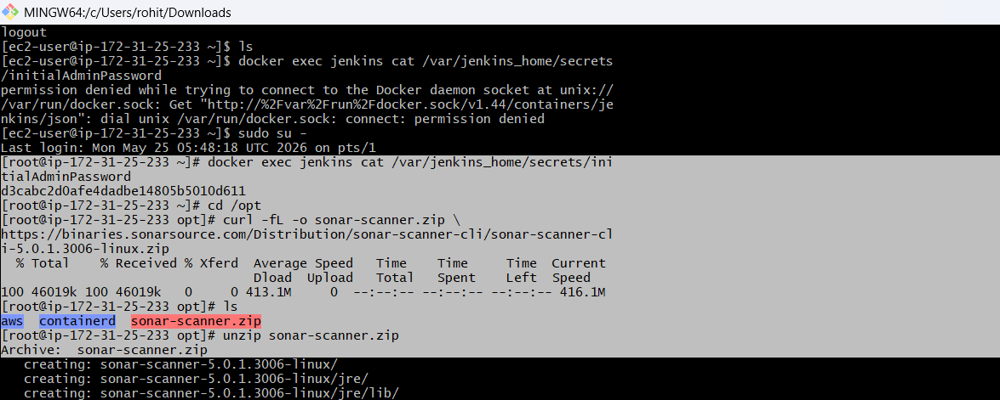 MINGW64:/c/Users/rohit/Downloads
logout
[ec2-user@ip-172-31-25-233 ~]$ ls
[ec2-user@ip-172-31-25-233 ~]$ docker exec jenkins cat /var/jenkins_home/secrets
/initialAdminPassword
permission denied while trying to connect to the Docker daemon socket at unix://
/var/run/docker.sock: Get "http://%2Fvar%2Frun%2Fdocker.sock/v1.44/containers/je
nkins/json": dial unix /var/run/docker.sock: connect: permission denied
[ec2-user@ip-172-31-25-233 ~]$ sudo su -
Last login: Mon May 25 05:48:18 UTC 2026 on pts/1
[root@ip-172-31-25-233 ~]# docker exec jenkins cat /var/jenkins_home/secrets/ini
tialAdminPassword
d3cabc2d0afe4dadbe14805b5010d611
[root@ip-172-31-25-233 ~]# cd /opt
[root@ip-172-31-25-233 opt]# curl -fL -o sonar-scanner.zip \
https://binaries.sonarsource.com/Distribution/sonar-scanner-cli/sonar-scanner-cl
i-5.0.1.3006-linux.zip
  % Total    % Received % Xferd  Average Speed   Time    Time     Time  Current
                                 Dload  Upload   Total   Spent    Left  Speed
100 46019k  100 46019k    0     0  413.1M      0 --:--:-- --:--:-- --:--:-- 416.1M
[root@ip-172-31-25-233 opt]# ls
aws  containerd  sonar-scanner.zip
[root@ip-172-31-25-233 opt]# unzip sonar-scanner.zip
Archive:  sonar-scanner.zip
   creating: sonar-scanner-5.0.1.3006-linux/
   creating: sonar-scanner-5.0.1.3006-linux/jre/
   creating: sonar-scanner-5.0.1.3006-linux/jre/lib/